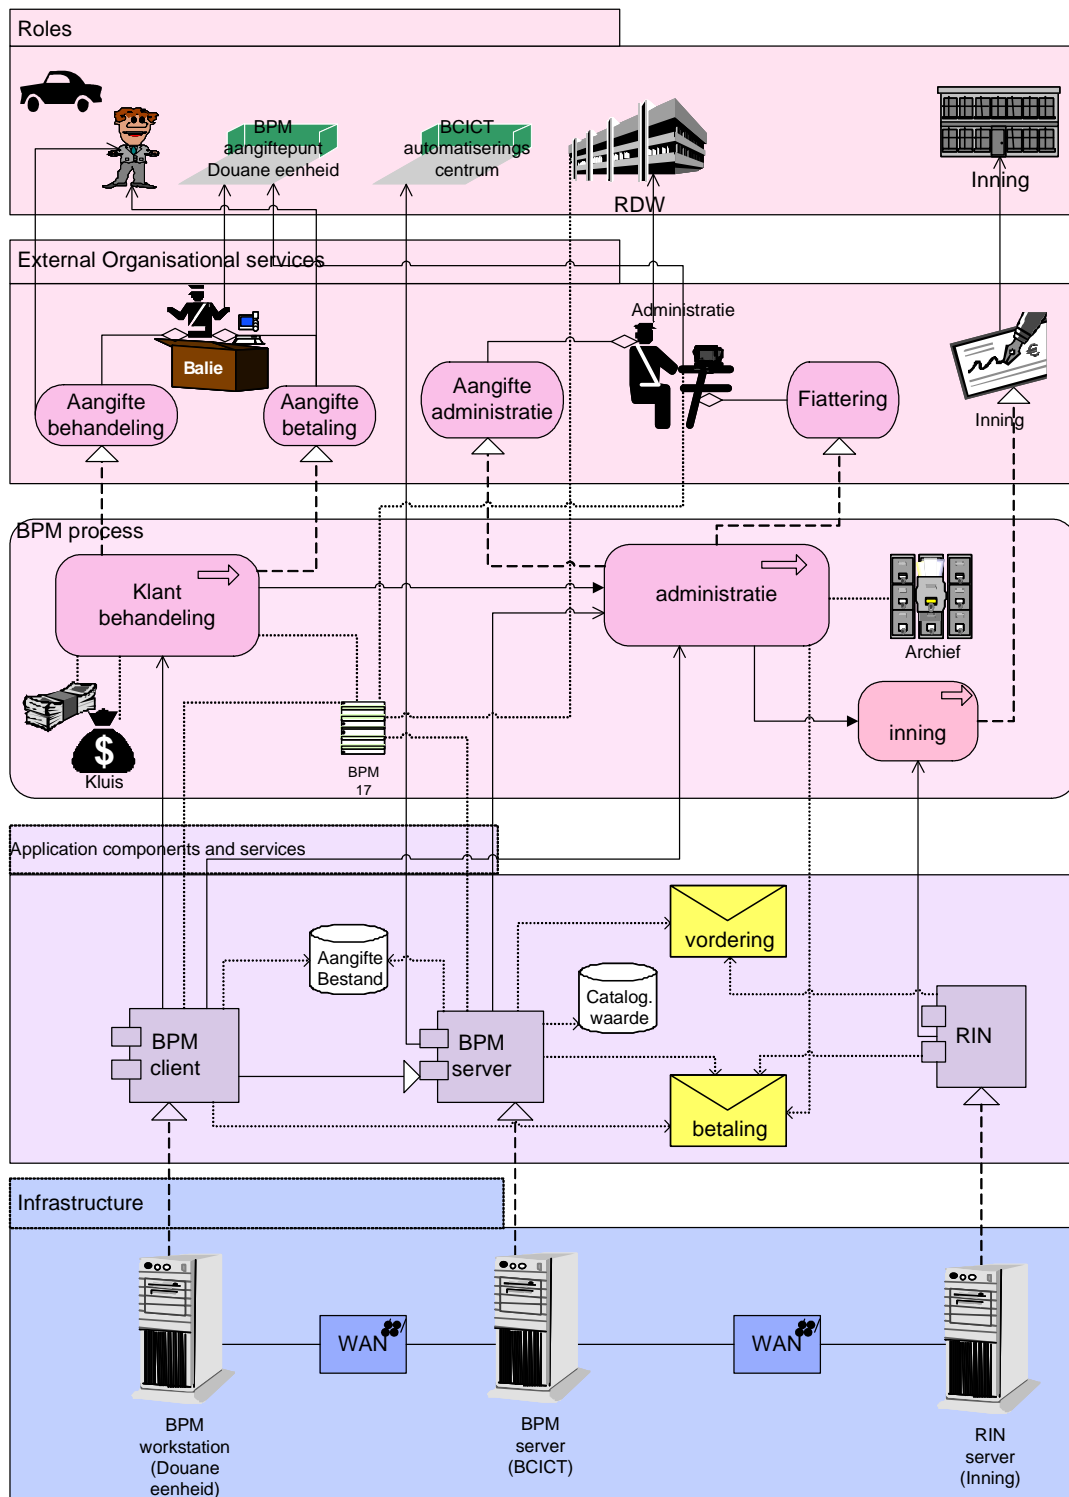 Roles
BPM
aangiftepunt
Douane eenheid
BCICT
automatiserings
centrum
RDW
Inning
External Organisational services
Balie
Administratie
Aangifte
behandeling
Aangifte
betaling
Aangifte
administratie
Fiattering
€
Inning
BPM process
Klant
behandeling
administratie
Archief
$
Kluis
BPM
17
inning
Application components and services
vordering
Aangifte
Bestand
Catalog.
waarde
BPM
client
BPM
server
RIN
betaling
Infrastructure
WAN
WAN
BPM
workstation
(Douane
eenheid)
BPM
server
(BCICT)
RIN
server
(Inning)